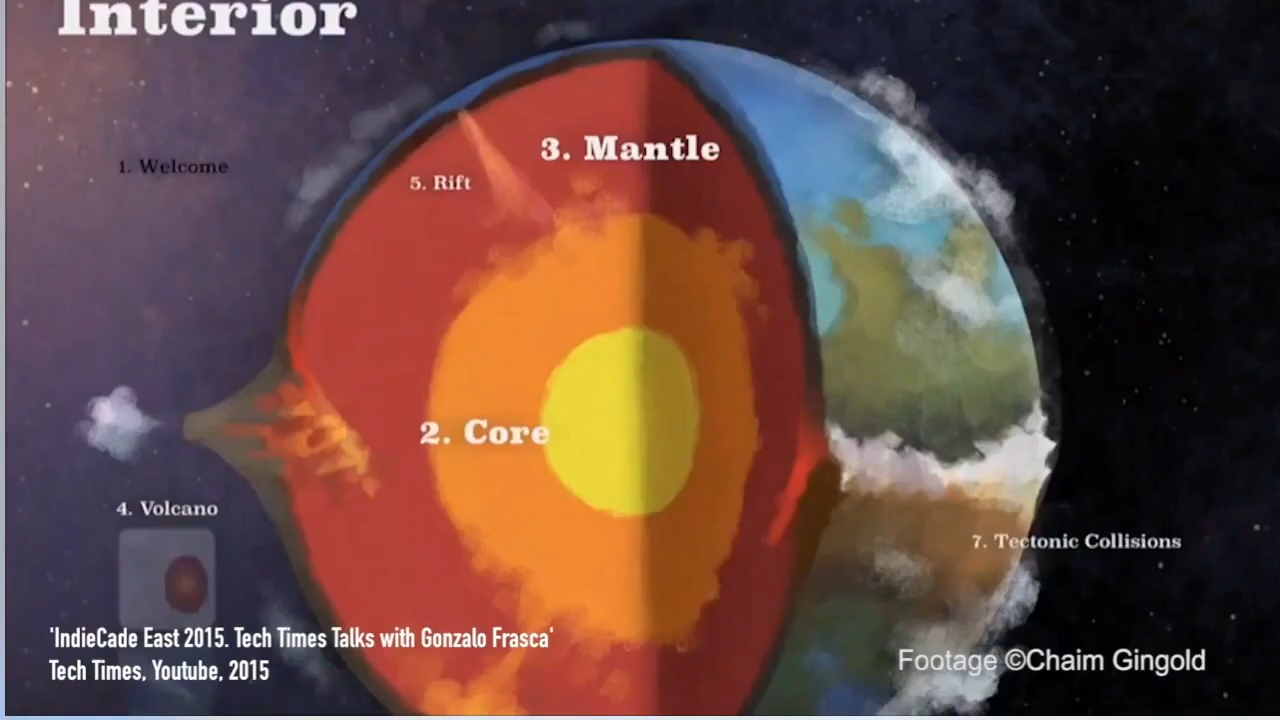 Interior
1. Welcome
3. Mantle
5. Rift
2. Core
4. Volcano
7. Tectonic Collisions
'IndieCade East 2015. Tech Times Talks with Gonzalo Frasca'
Tech Times, Youtube, 2015
Footage ©Chaim Gingold